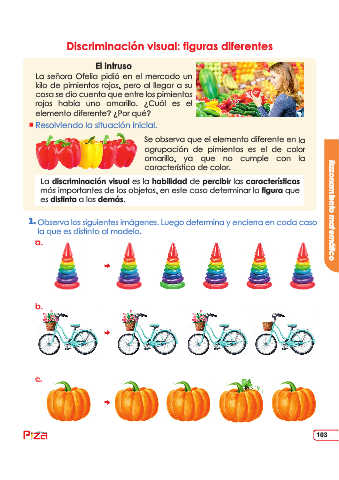 Discriminación visual: figuras diferentes
El intruso
La señora Ofelia pidió en el mercado un
kilo de pimientos rojos, pero al llegar a su
casa se dio cuenta que entre los pimientos
rojos había uno amarillo. ¿Cuál es el
elemento diferente? ¿Por qué?
Resolviendo la situación inicial.
Se observa que el elemento diferente en la
agrupación de pimientos es el de color
amarillo, ya que no cumple con la
característica de color.
La discriminación visual es la habilidad de percibir las características
más importantes de los objetos, en este caso determinar la figura que
es distinta a las demás.
1. Observa las siguientes imágenes. Luego determina y encierra en cada caso
la que es distinta al modelo.
a.
b.
c.
Razonamiento matemático
Piza
103